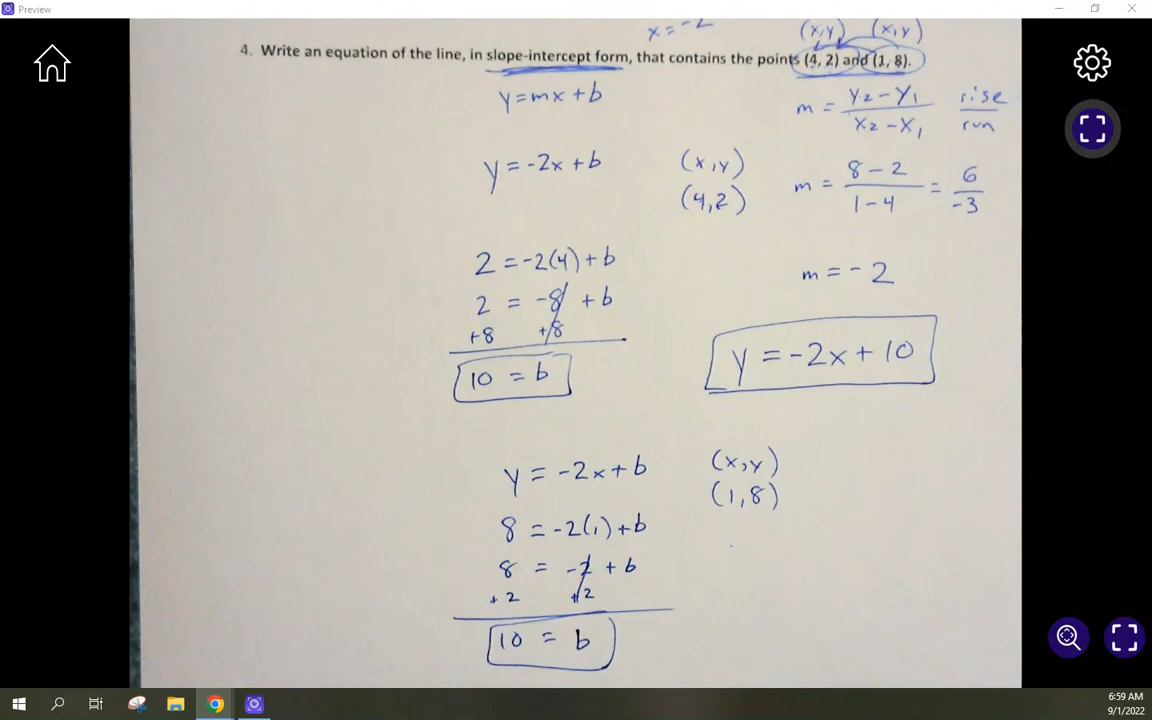 Preview
x = -2
(x,y) (x,y)
4. Write an equation of the line, in slope-intercept form, that contains the points (4, 2) and (1, 8).
y = mx + b
m = Y2 - Y1 / X2 - X1
rise / run
y = -2x + b
(x,y)
(4,2)
m = 8 - 2 / 1 - 4 = 6 / -3
2 = -2(4) + b
2 = -8 + b
+8 +8
10 = b
m = -2
y = -2x + 10
y = -2x + b
(x,y)
(1,8)
8 = -2(1) + b
8 = -2 + b
+2 +2
10 = b
6:59 AM
9/1/2022